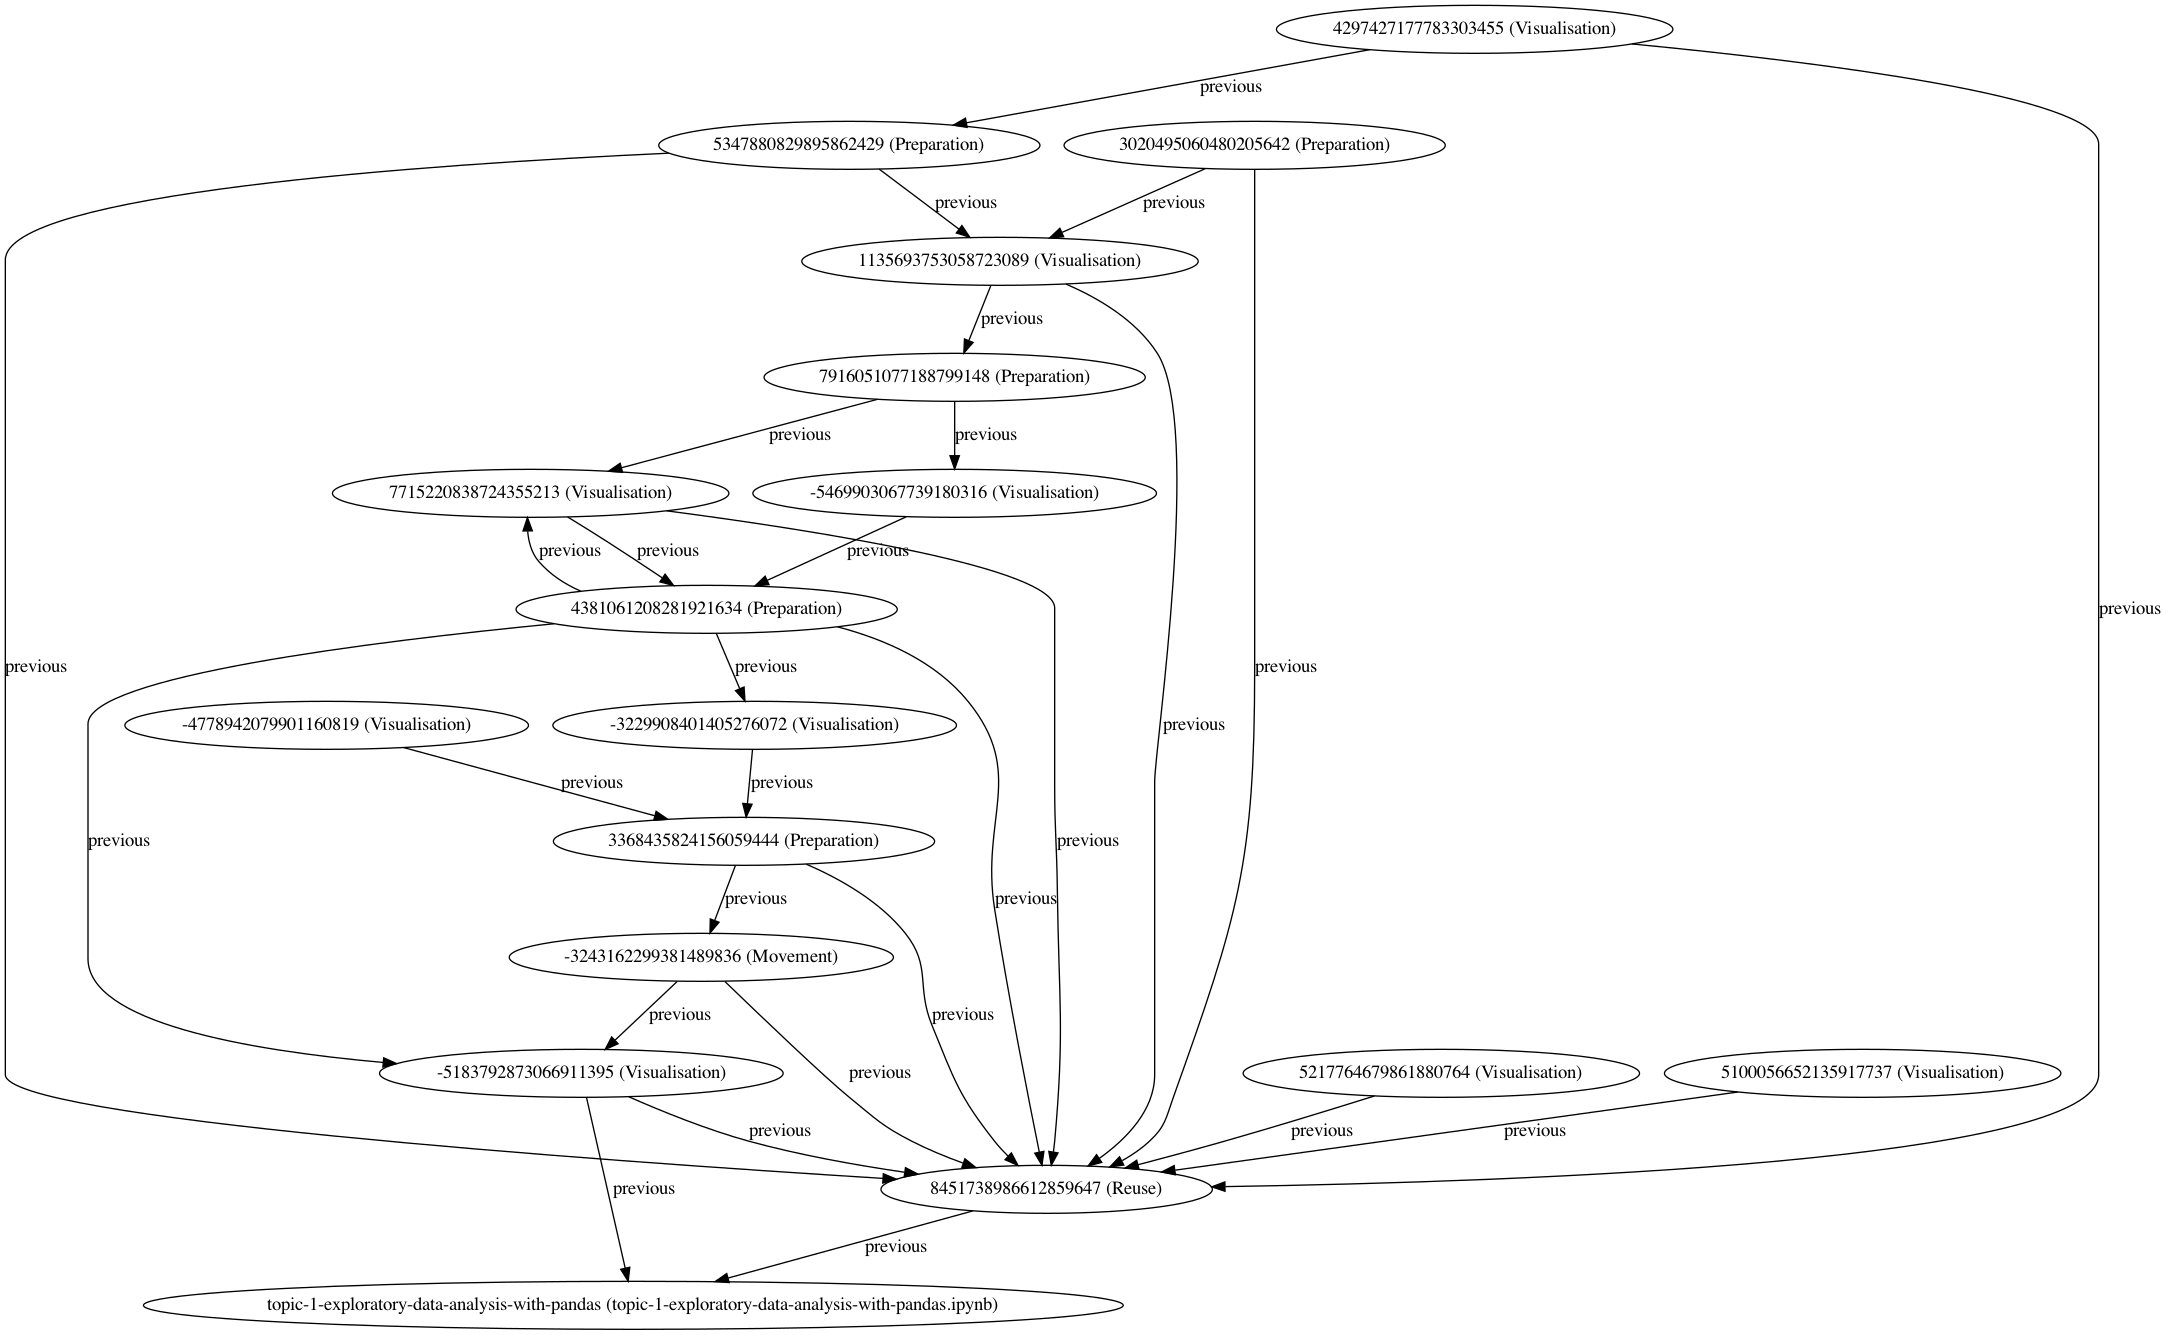 4297427177783303455 (Visualisation)
previous
5347880829895862429 (Preparation)
3020495060480205642 (Preparation)
previous
previous
1135693753058723089 (Visualisation)
previous
7916051077188799148 (Preparation)
previous
previous
7715220838724355213 (Visualisation)
-5469903067739180316 (Visualisation)
previous
previous
previous
4381061208281921634 (Preparation)
previous
previous
previous
previous
-4778942079901160819 (Visualisation)
-3229908401405276072 (Visualisation)
previous
previous
previous
previous
3368435824156059444 (Preparation)
previous
previous
previous
previous
-3243162299381489836 (Movement)
previous
previous
-5183792873066911395 (Visualisation)
previous
5217764679861880764 (Visualisation)
5100056652135917737 (Visualisation)
previous
previous
previous
8451738986612859647 (Reuse)
previous
previous
topic-1-exploratory-data-analysis-with-pandas (topic-1-exploratory-data-analysis-with-pandas.ipynb)